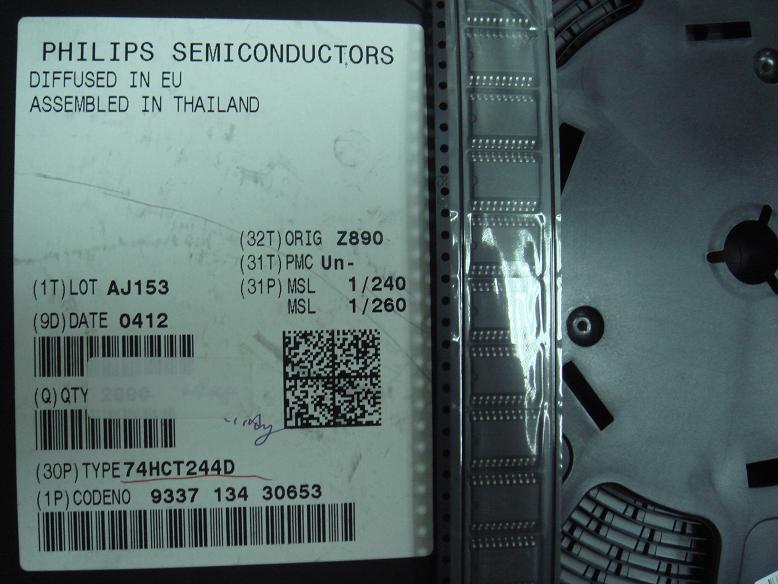 PHILIPS SEMICONDUCTORS
DIFFUSED IN EU
ASSEMBLED IN THAILAND
(32T)ORIG Z890
(31T)PMC Un-
(1T)LOT AJ153
(31P)MSL 1/240
MSL 1/260
(9D)DATE 0412
(Q)QTY
(30P)TYPE 74HCT244D
(1P)CODENO 9337 134 30653